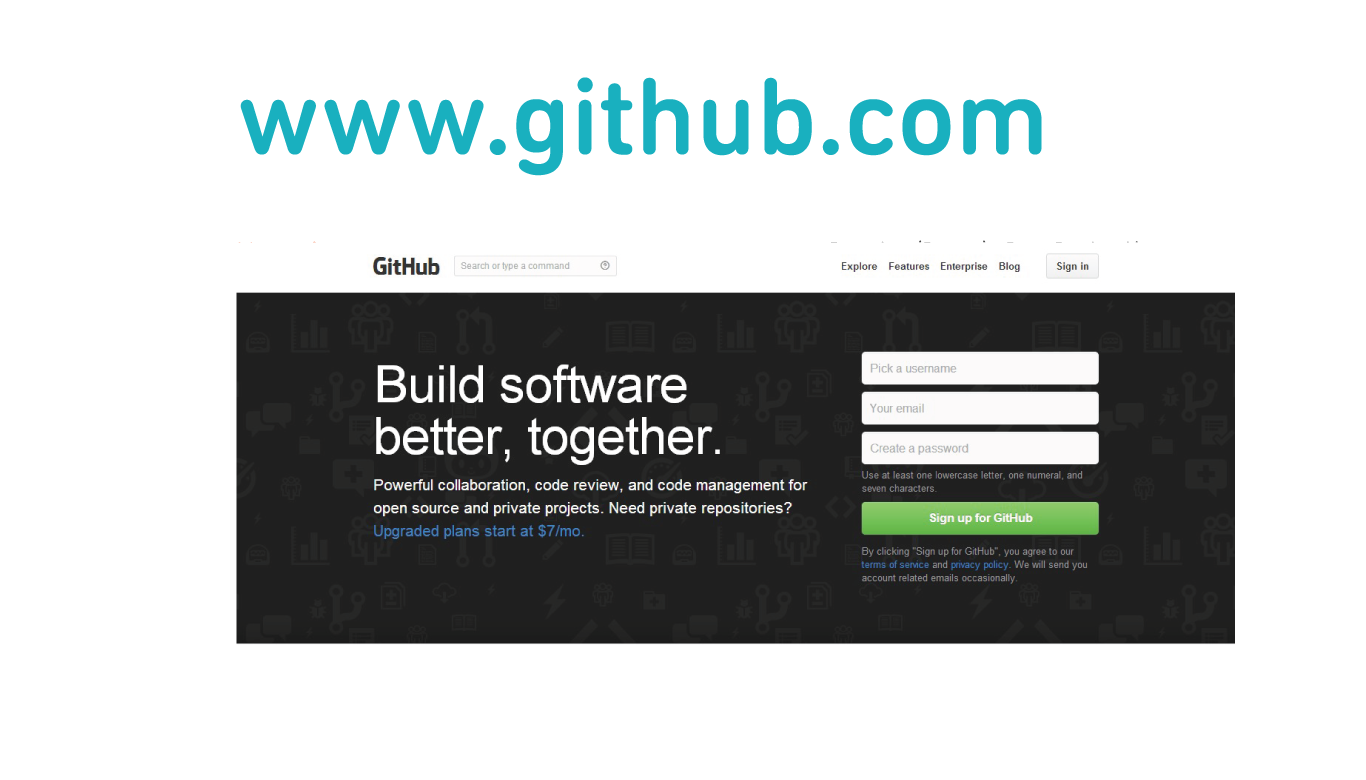 www.github.com
GitHub
Search or type a command
Explore Features Enterprise Blog Sign in
Build software
better, together.
Powerful collaboration, code review, and code management for
open source and private projects. Need private repositories?
Upgraded plans start at $7/mo.
Pick a username
Your email
Create a password
Use at least one lowercase letter, one numeral, and
seven characters.
Sign up for GitHub
By clicking "Sign up for GitHub", you agree to our
terms of service and privacy policy. We will send you
account related emails occasionally.